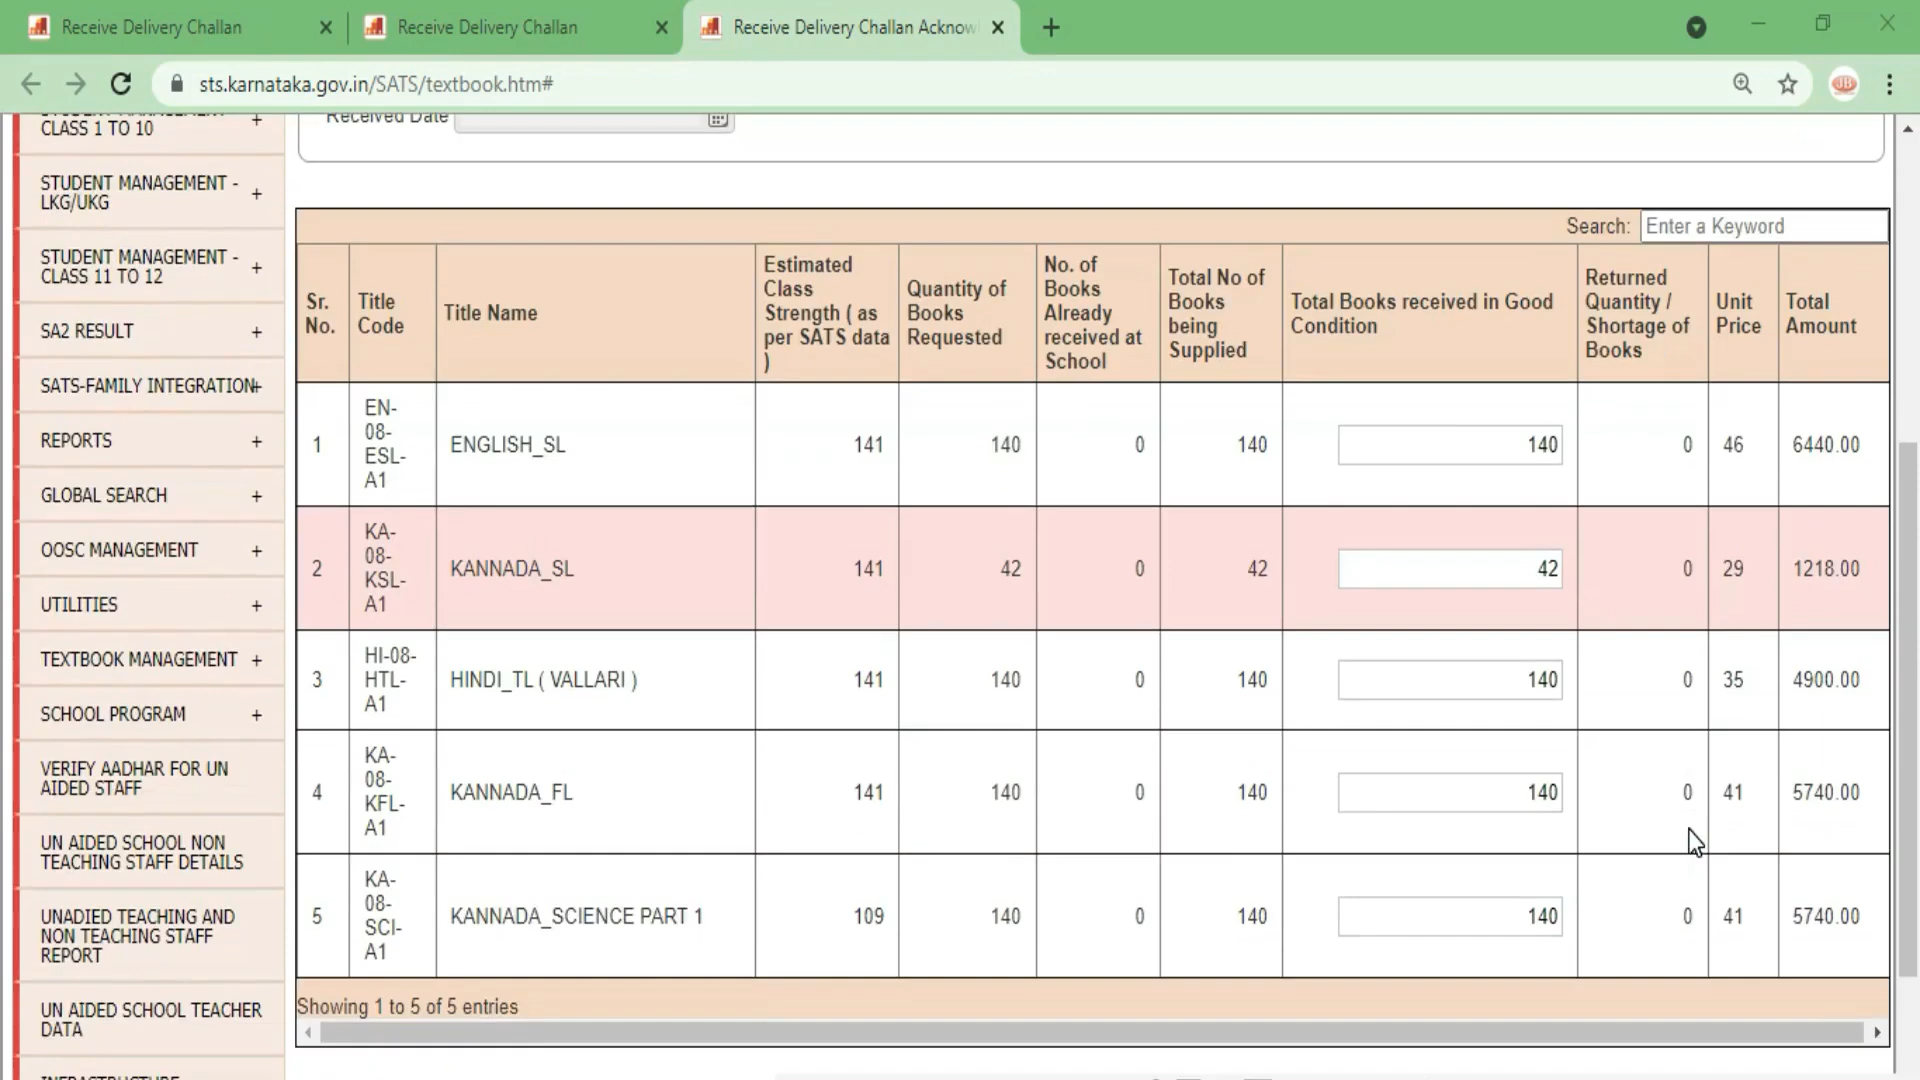 Receive Delivery Challan
Receive Delivery Challan
Receive Delivery Challan Acknow
sts.karnataka.gov.in/SATS/textbook.htm#
CLASS 1 TO 10
+
STUDENT MANAGEMENT -
LKG/UKG
+
STUDENT MANAGEMENT -
CLASS 11 TO 12
+
SA2 RESULT +
SATS-FAMILY INTEGRATION+
REPORTS +
GLOBAL SEARCH +
OOSC MANAGEMENT +
UTILITIES +
TEXTBOOK MANAGEMENT +
SCHOOL PROGRAM +
VERIFY AADHAR FOR UN
AIDED STAFF
UN AIDED SCHOOL NON
TEACHING STAFF DETAILS
UNADIED TEACHING AND
NON TEACHING STAFF
REPORT
UN AIDED SCHOOL TEACHER
DATA
Received Date
Search: Enter a Keyword
Sr.
No.
Title
Code
Title Name
Estimated
Class
Strength ( as
per SATS data
)
Quantity of
Books
Requested
No. of
Books
Already
received at
School
Total No of
Books
being
Supplied
Total Books received in Good
Condition
Returned
Quantity /
Shortage of
Books
Unit
Price
Total
Amount
1
EN-
08-
ESL-
A1
ENGLISH_SL 141 140 0 140 140 0 46 6440.00
2
KA-
08-
KSL-
A1
KANNADA_SL 141 42 0 42 42 0 29 1218.00
3
HI-08-
HTL-
A1
HINDI_TL ( VALLARI ) 141 140 0 140 140 0 35 4900.00
4
KA-
08-
KFL-
A1
KANNADA_FL 141 140 0 140 140 0 41 5740.00
5
KA-
08-
SCI-
A1
KANNADA_SCIENCE PART 1 109 140 0 140 140 0 41 5740.00
Showing 1 to 5 of 5 entries